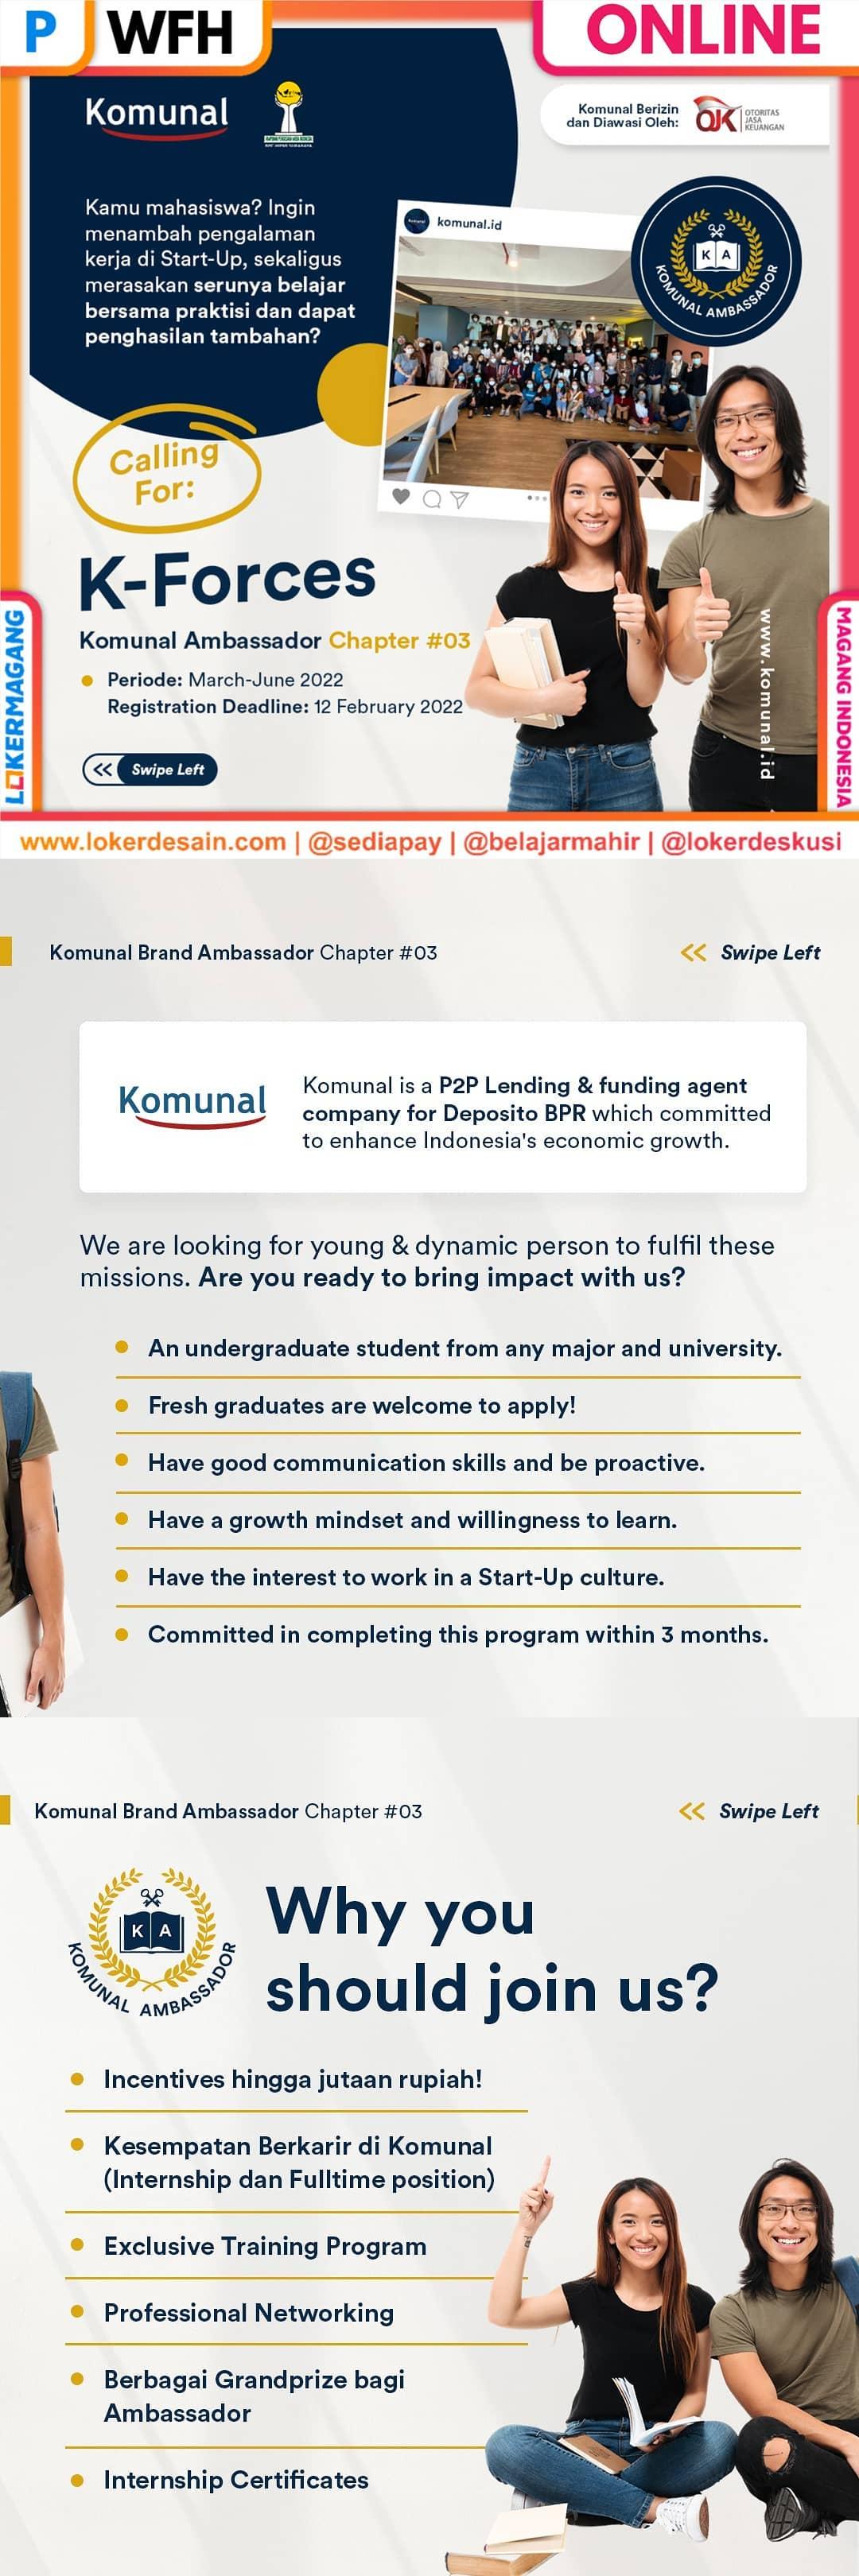 P
WFH
ONLINE
Komunal
Komunal Berizin
dan Diawasi Oleh:
OJK
OTORITAS
JASA
KEUANGAN
Kamu mahasiswa? Ingin
menambah pengalaman
kerja di Start-Up, sekaligus
merasakan serunya belajar
bersama praktisi dan dapat
penghasilan tambahan?
komunal.id
K A
KOMUNAL AMBASSADOR
Calling
For:
K-Forces
Komunal Ambassador Chapter #03
Periode: March-June 2022
Registration Deadline: 12 February 2022
Swipe Left
www.komunal.id
LOKERMAGANG
MAGANG INDONESIA
www.lokerdesain.com | @sediapay | @belajarmahir | @lokerdeskusi
Komunal Brand Ambassador Chapter #03
Swipe Left
Komunal
Komunal is a P2P Lending & funding agent
company for Deposito BPR which committed
to enhance Indonesia's economic growth.
We are looking for young & dynamic person to fulfil these
missions. Are you ready to bring impact with us?
An undergraduate student from any major and university.
Fresh graduates are welcome to apply!
Have good communication skills and be proactive.
Have a growth mindset and willingness to learn.
Have the interest to work in a Start-Up culture.
Committed in completing this program within 3 months.
Komunal Brand Ambassador Chapter #03
Swipe Left
K A
KOMUNAL AMBASSADOR
Why you
should join us?
Incentives hingga jutaan rupiah!
Kesempatan Berkarir di Komunal
(Internship dan Fulltime position)
Exclusive Training Program
Professional Networking
Berbagai Grandprize bagi
Ambassador
Internship Certificates